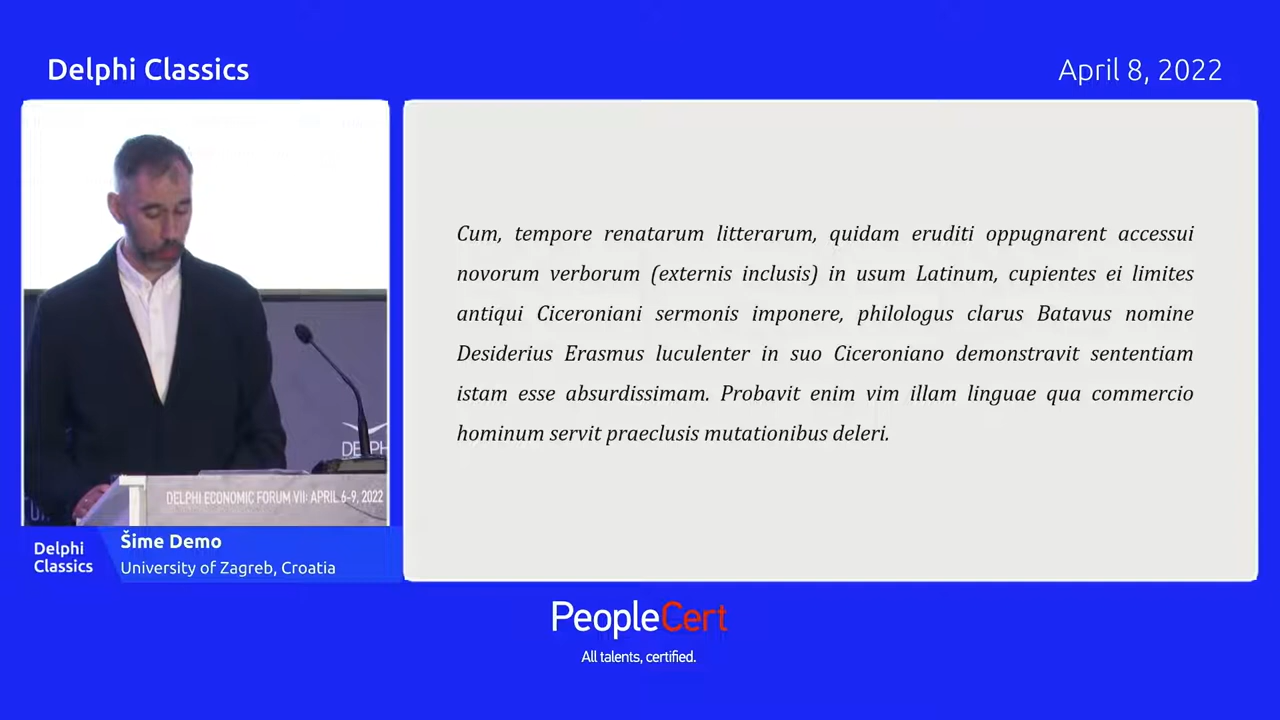 Delphi Classics
April 8, 2022
Cum, tempore renatarum litterarum, quidam eruditi oppugnarent accessui
novorum verborum (externis inclusis) in usum Latinum, cupientes ei limites
antiqui Ciceroniani sermonis imponere, philologus clarus Batavus nomine
Desiderius Erasmus luculenter in suo Ciceroniano demonstravit sententiam
istam esse absurdissimam. Probavit enim vim illam linguae qua commercio
hominum servit praeclusis mutationibus deleri.
DELPHI ECONOMIC FORUM VII: APRIL 6-9, 2022
Delphi
Classics
Šime Demo
University of Zagreb, Croatia
PeopleCert
All talents, certified.